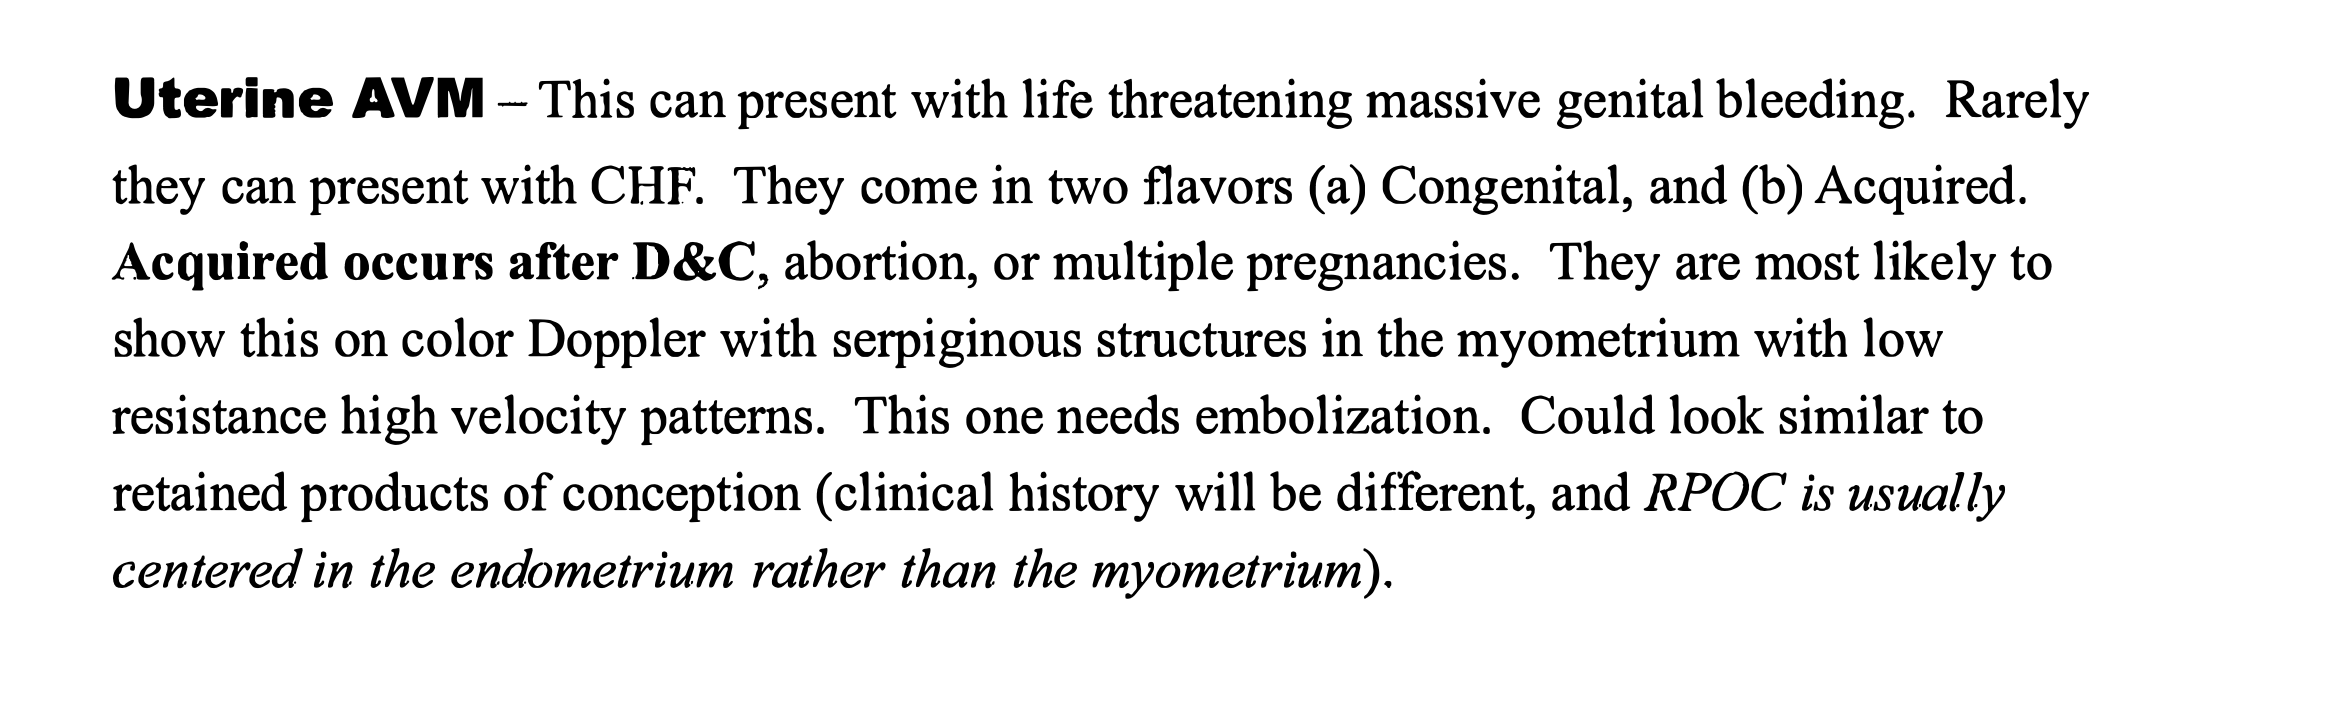 Uterine AVM – This can present with life threatening massive genital bleeding. Rarely
they can present with CHF. They come in two flavors (a) Congenital, and (b) Acquired.
Acquired occurs after D&C, abortion, or multiple pregnancies. They are most likely to
show this on color Doppler with serpiginous structures in the myometrium with low
resistance high velocity patterns. This one needs embolization. Could look similar to
retained products of conception (clinical history will be different, and RPOC is usually
centered in the endometrium rather than the myometrium).